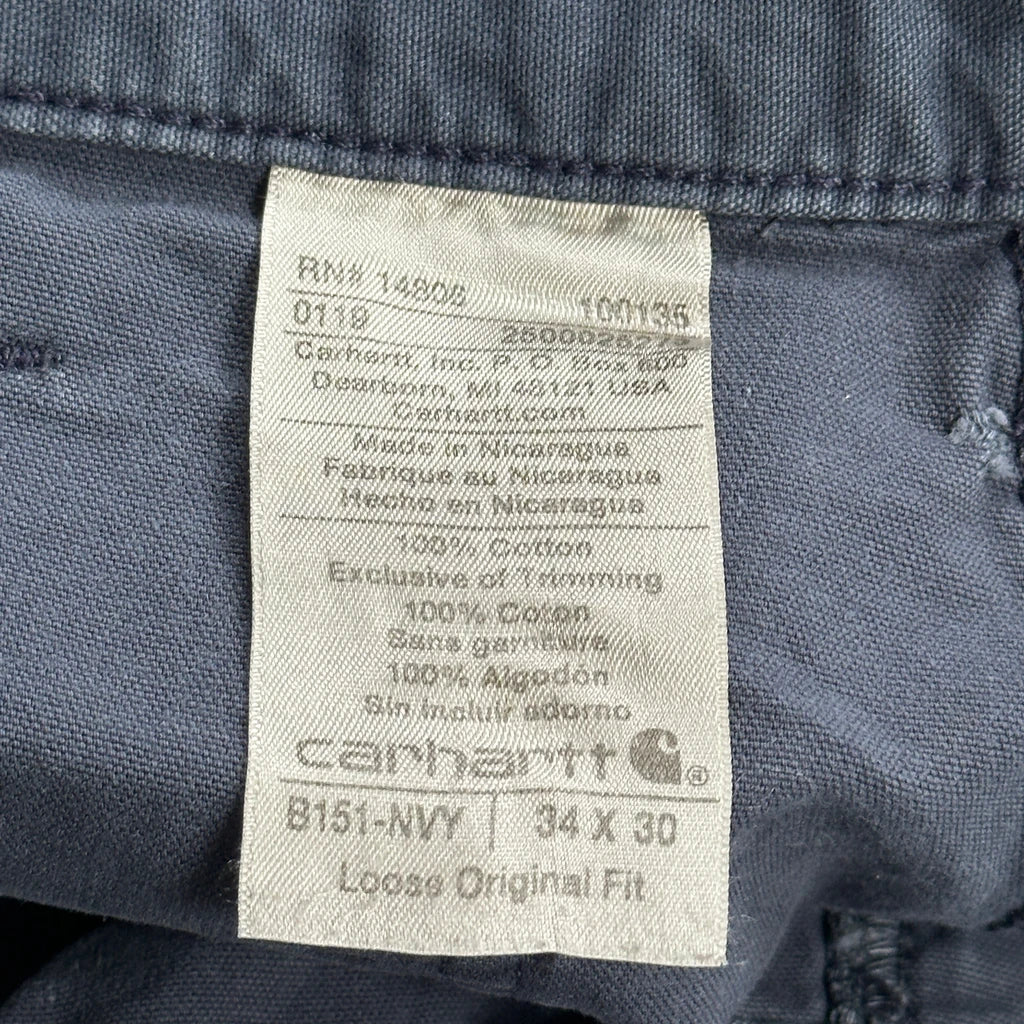 RN# 14806 100135
0119
Carhartt, Inc. P. O. Box 600
Dearborn, MI 48121 USA
Carhartt.com
Made in Nicaragua
Fabrique au Nicaragua
Hecho en Nicaragua
100% Cotton
Exclusive of Trimming
100% Coton
Sans garniture
100% Algodon
Sin incluir adorno
carhartt ®
B151-NVY 34 X 30
Loose Original Fit